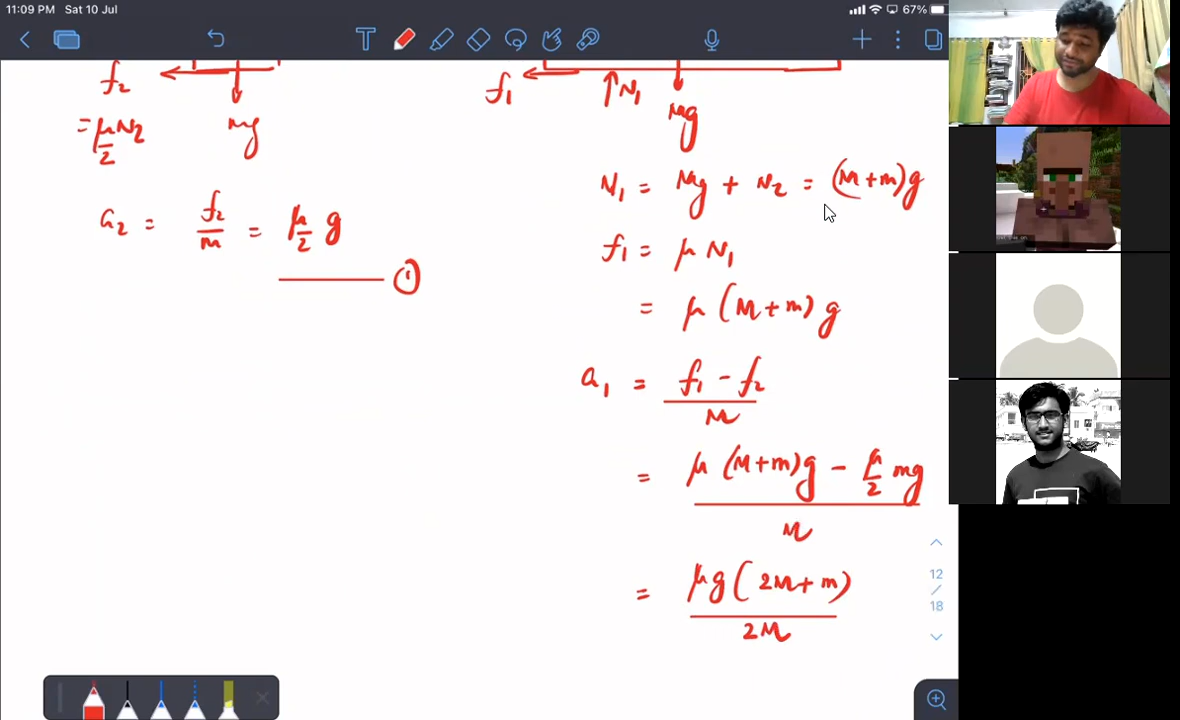 11:09 PM Sat 10 Jul 67%
T
f₂
= μ/2 N₂
mg
a₂ = f₂/m = μ/2 g
①
f₁
N₁
Mg
N₁ = Mg + N₂ = (M+m)g
f₁ = μ N₁
= μ (M+m) g
a₁ = f₁ - f₂ / M
= μ (M+m)g - μ/2 mg / M
= μg (2M+m) / 2M
12
/
18